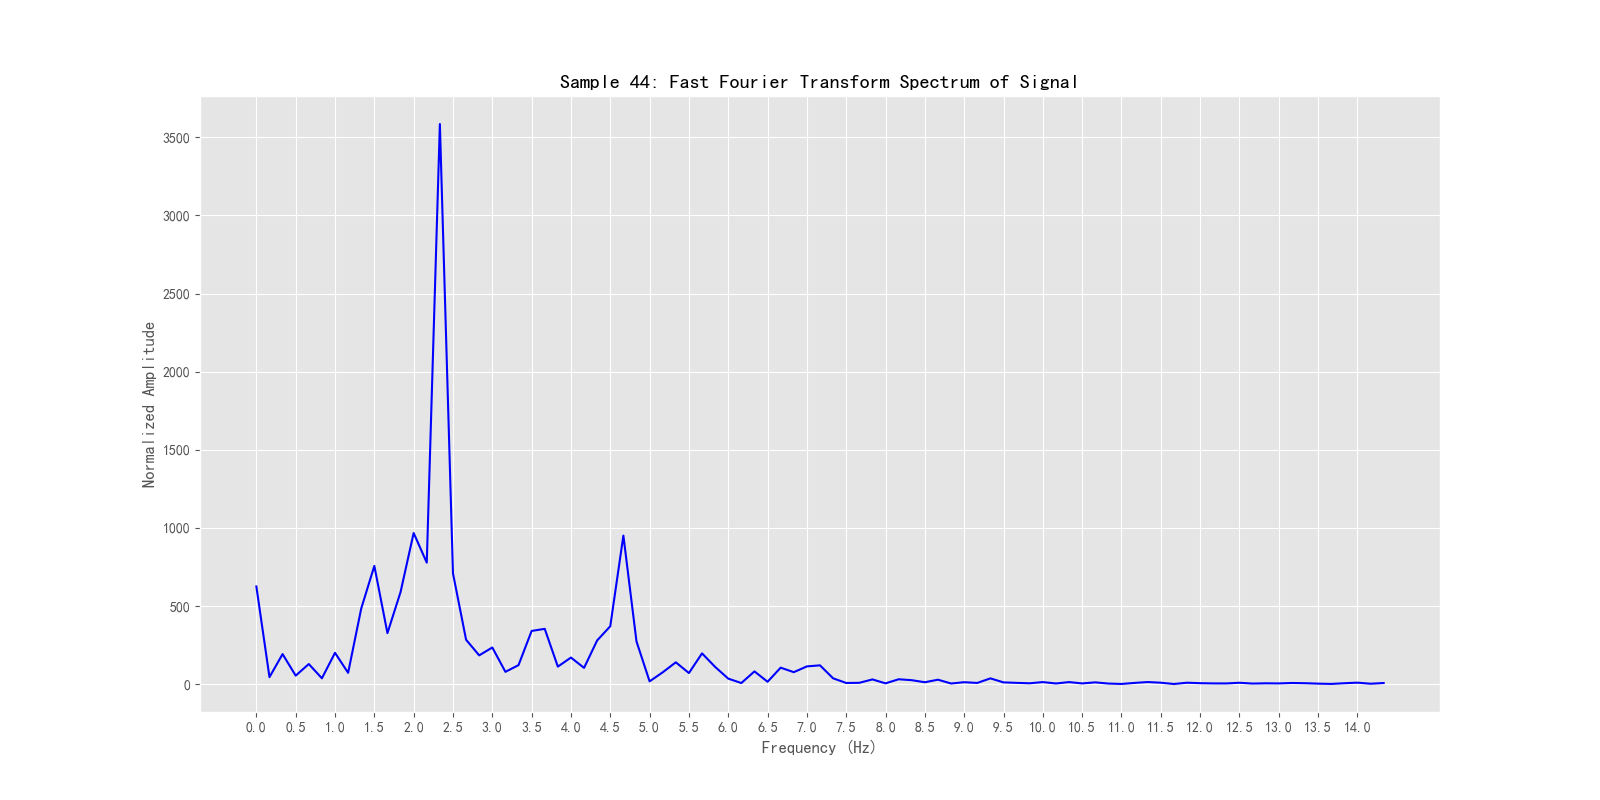 Sample 44: Fast Fourier Transform Spectrum of Signal
Normalized Amplitude
3500
3000
2500
2000
1500
1000
500
0
0.0 0.5 1.0 1.5 2.0 2.5 3.0 3.5 4.0 4.5 5.0 5.5 6.0 6.5 7.0 7.5 8.0 8.5 9.0 9.5 10.0 10.5 11.0 11.5 12.0 12.5 13.0 13.5 14.0
Frequency (Hz)